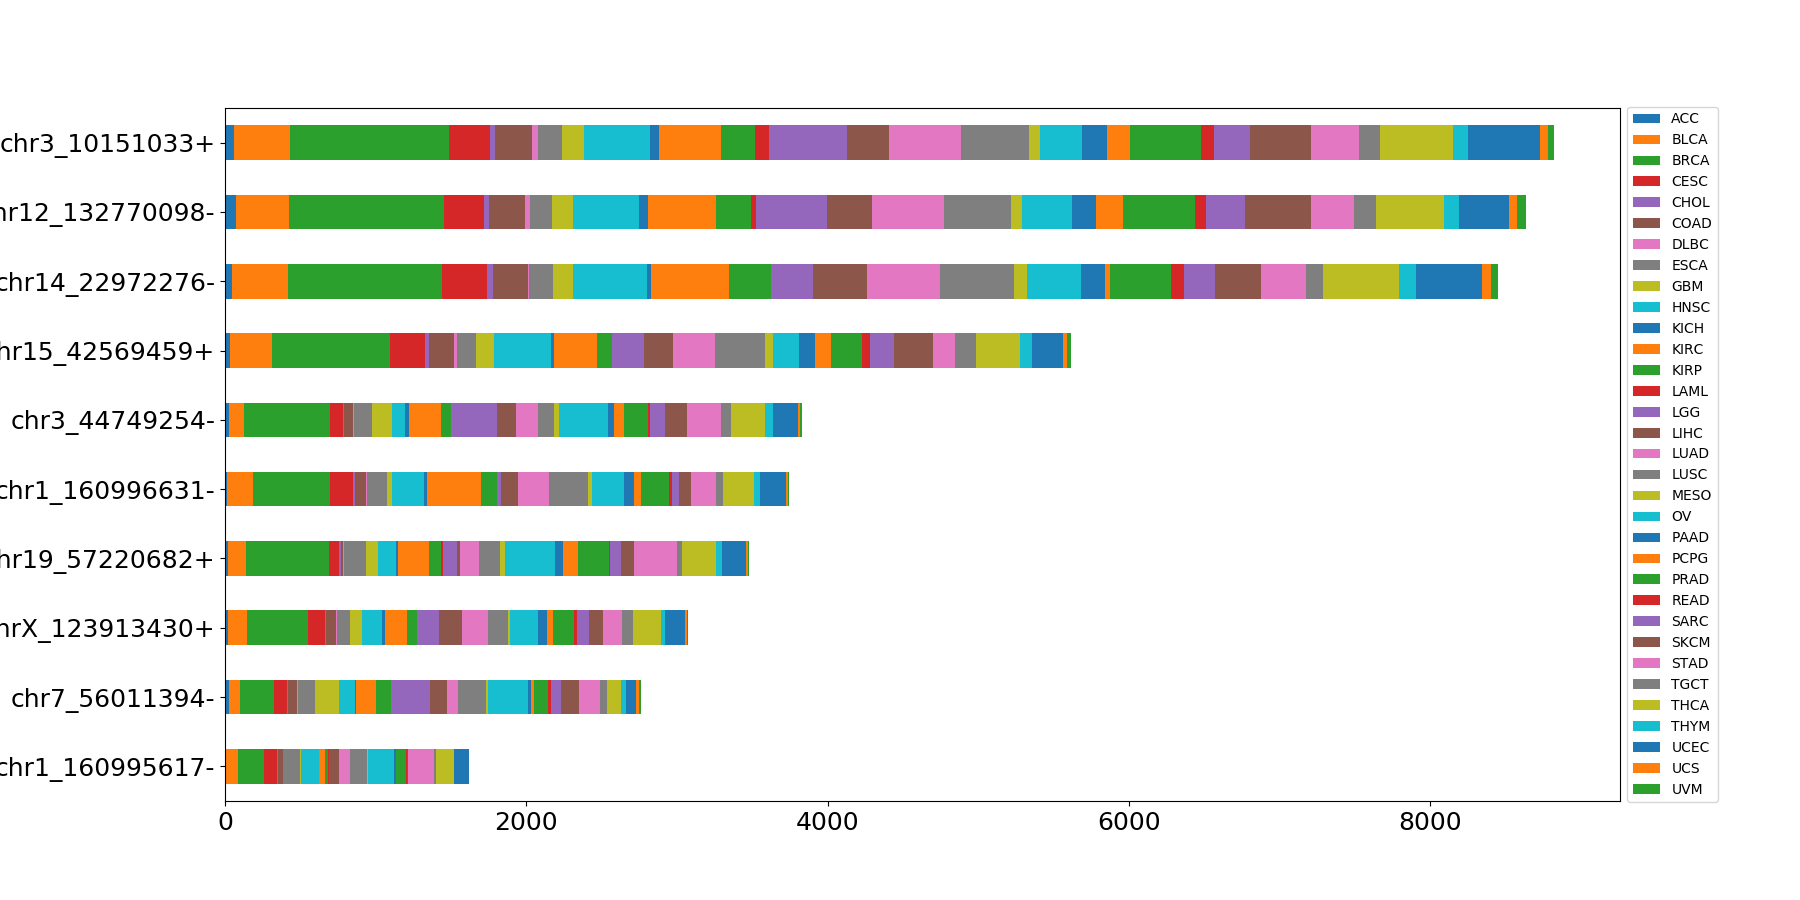 chr3_10151033+
hr12_132770098-
chr14_22972276-
hr15_42569459+
chr3_44749254-
chr1_160996631-
hr19_57220682+
hrX_123913430+
chr7_56011394-
chr1_160995617-
0 2000 4000 6000 8000
ACC
BLCA
BRCA
CESC
CHOL
COAD
DLBC
ESCA
GBM
HNSC
KICH
KIRC
KIRP
LAML
LGG
LIHC
LUAD
LUSC
MESO
OV
PAAD
PCPG
PRAD
READ
SARC
SKCM
STAD
TGCT
THCA
THYM
UCEC
UCS
UVM